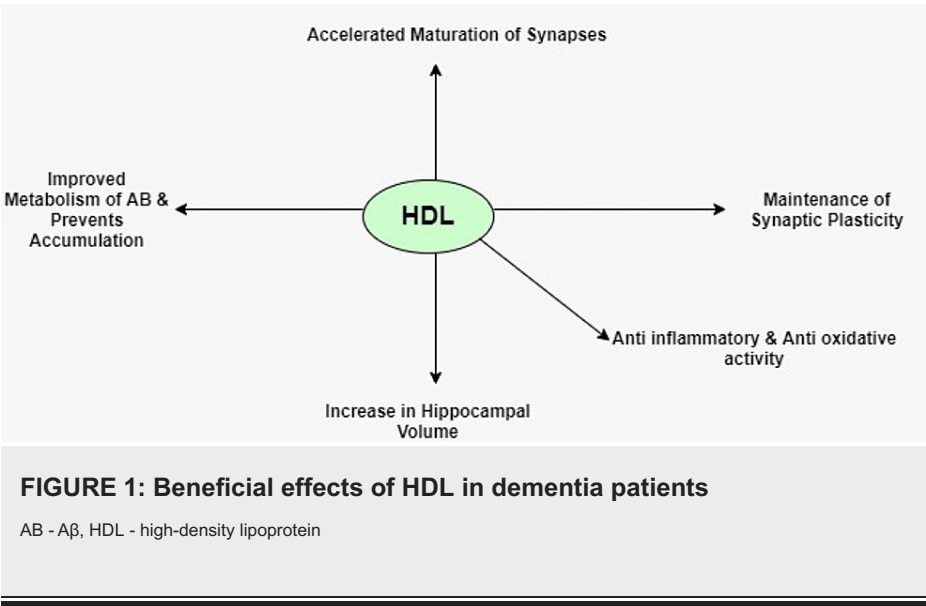 Accelerated Maturation of Synapses
Improved
Metabolism of AB &
Prevents
Accumulation
HDL
Maintenance of
Synaptic Plasticity
Anti inflammatory & Anti oxidative
activity
Increase in Hippocampal
Volume
FIGURE 1: Beneficial effects of HDL in dementia patients
AB - Aβ, HDL - high-density lipoprotein